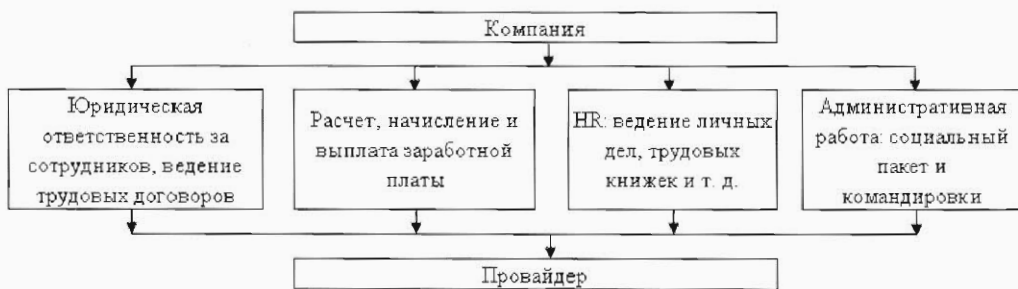 Компания
Юридическая
ответственность за
сотрудников, ведение
трудовых договоров
Расчет, начисление и
выплата заработной
платы
HR: ведение личных
дел, трудовых
книжек и т. д.
Административная
работа: социальный
пакет и
командировки
Провайдер